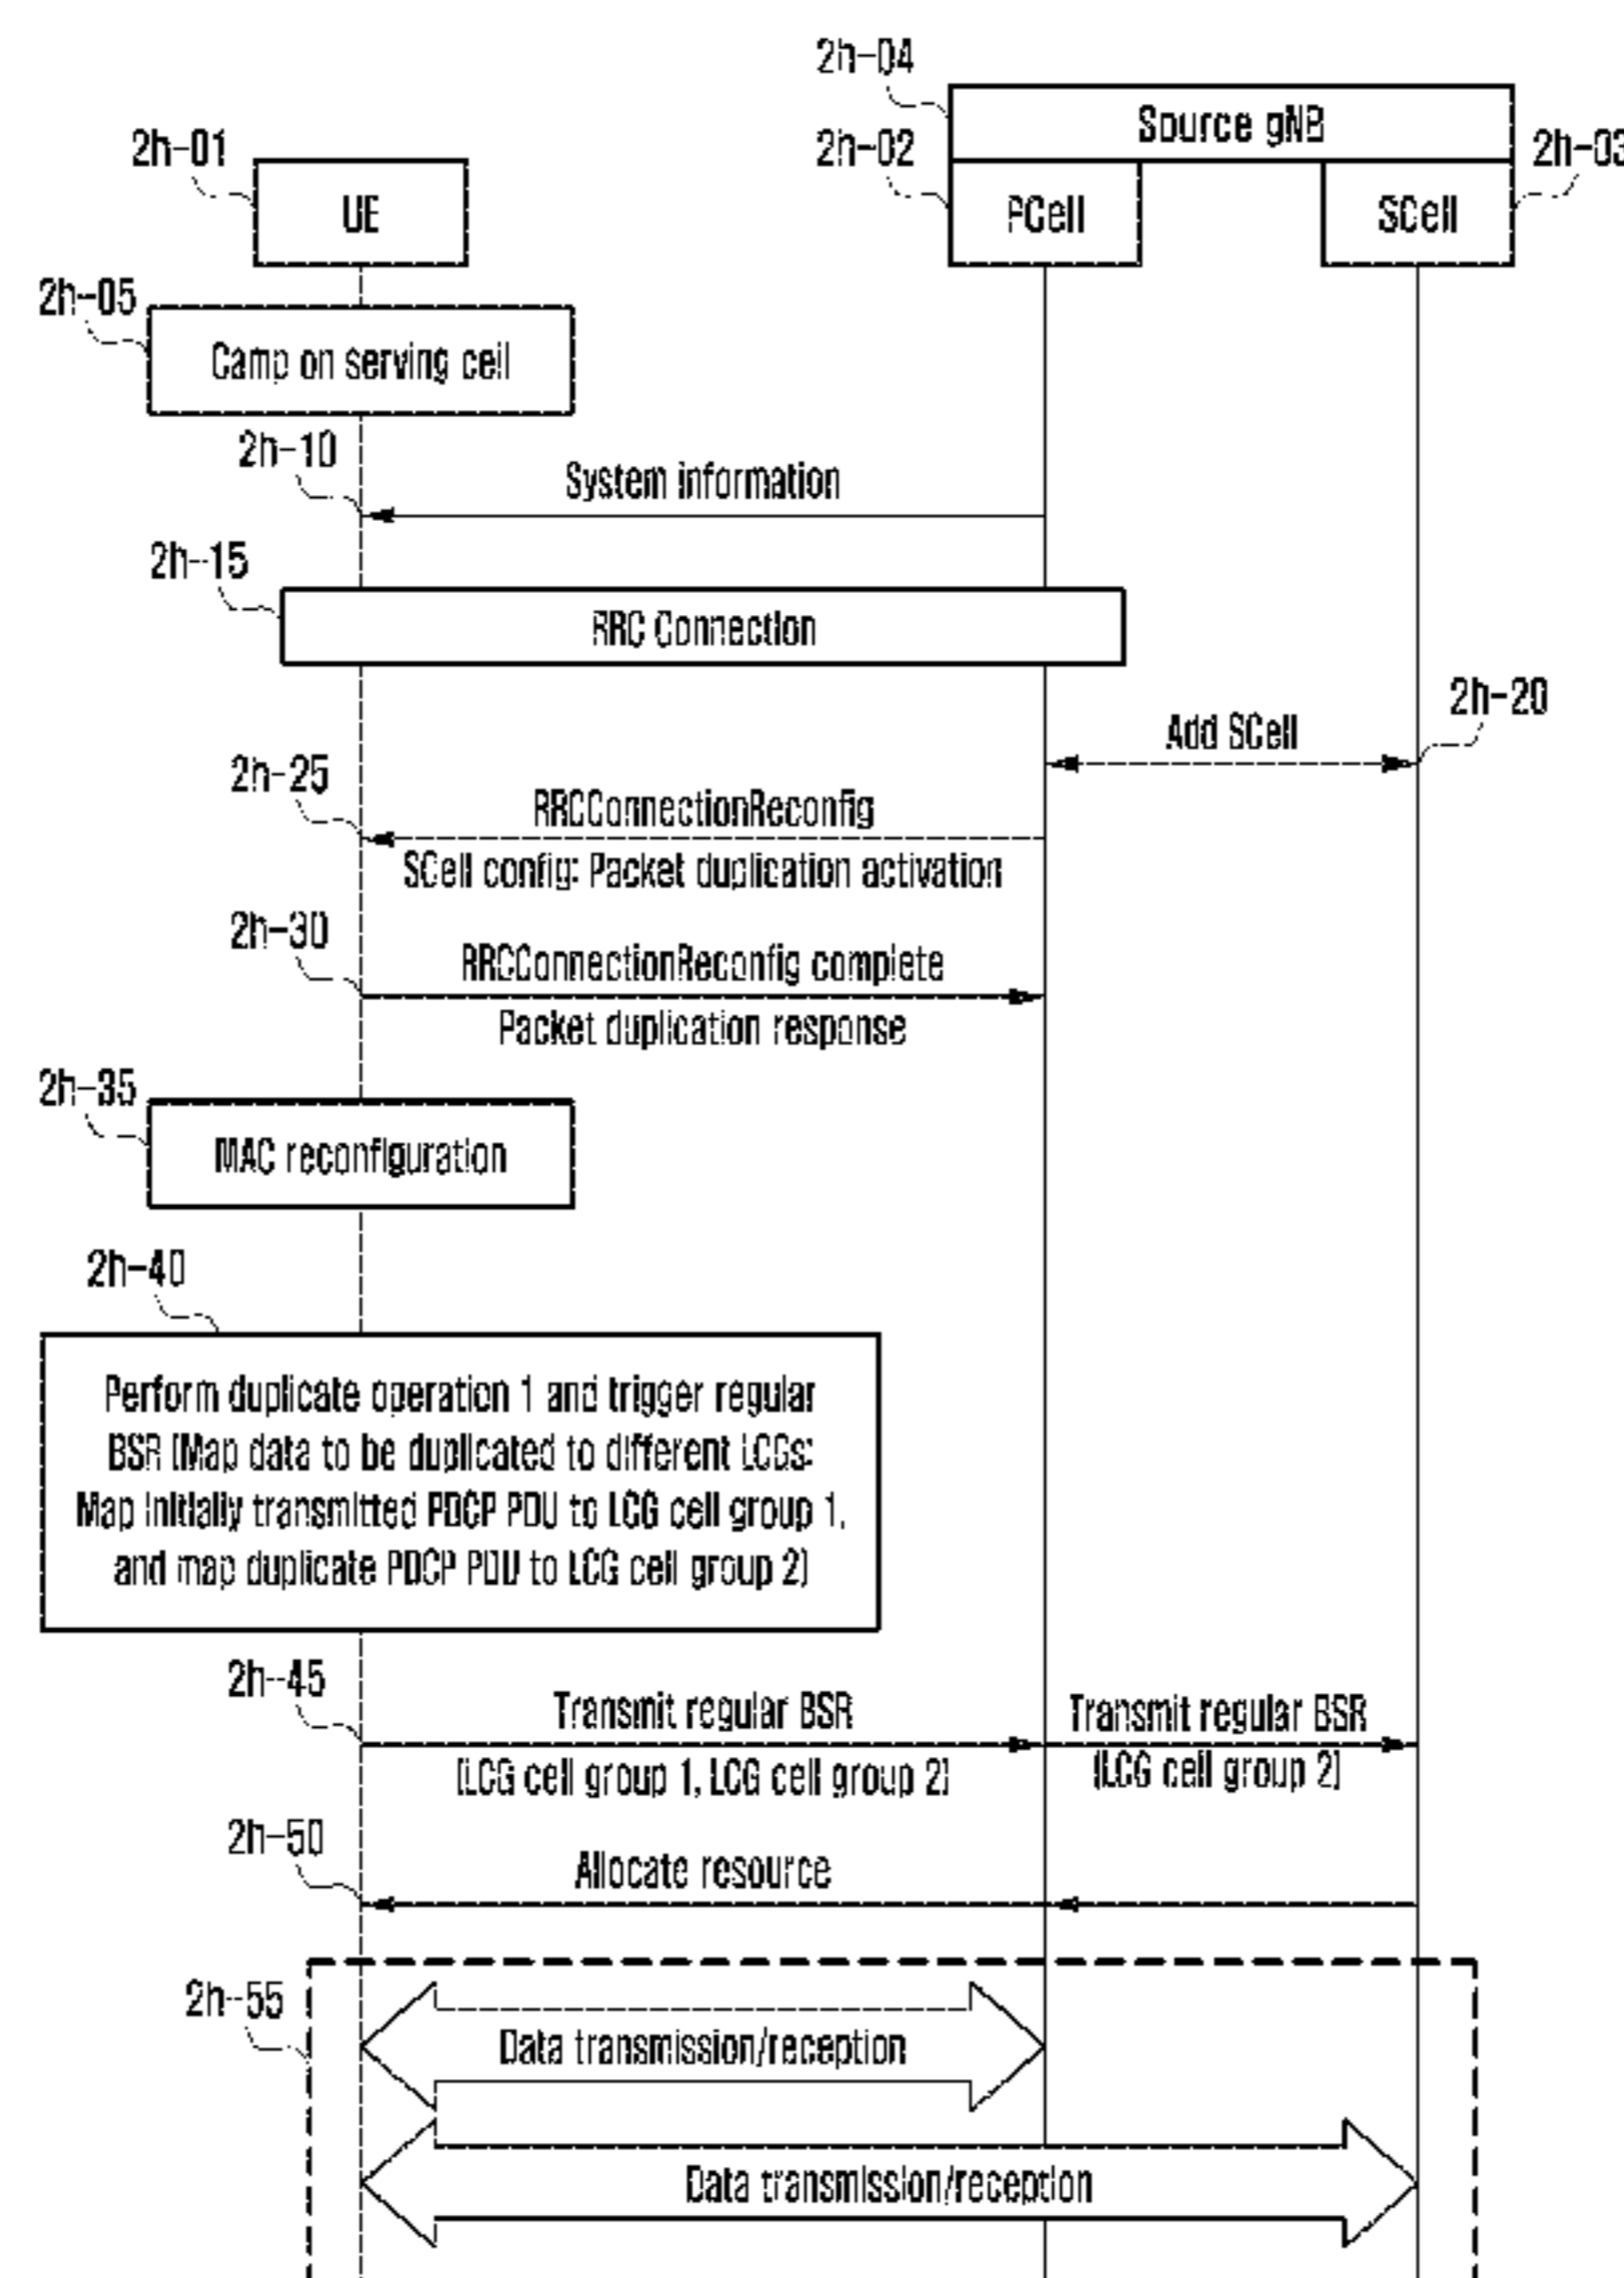 2h-04
Source gNB
2h-01
2h-02
2h-03
UE
PCell
SCell
2h-05
Camp on serving cell
2h-10
System information
2h-15
RRC Connection
2h-20
Add SCell
2h-25
RRCConnectionReconfig
SCell config: Packet duplication activation
2h-30
RRCConnectionReconfig complete
Packet duplication response
2h-35
MAC reconfiguration
2h-40
Perform duplicate operation 1 and trigger regular
BSR (Map data to be duplicated to different LCGs:
Map initially transmitted PDCP PDU to LCG cell group 1,
and map duplicate PDCP PDU to LCG cell group 2)
2h-45
Transmit regular BSR
Transmit regular BSR
(LCG cell group 1, LCG cell group 2)
(LCG cell group 2)
2h-50
Allocate resource
2h-55
Data transmission/reception
Data transmission/reception